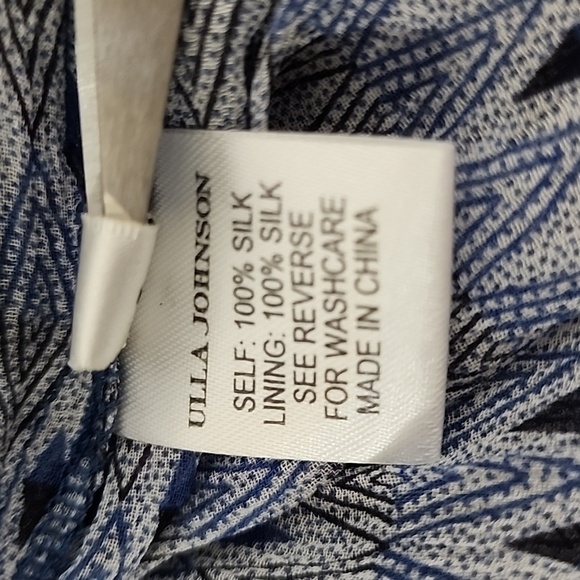 ULLA JOHNSON
SELF: 100% SILK
LINING: 100% SILK
SEE REVERSE
FOR WASHCARE
MADE IN CHINA